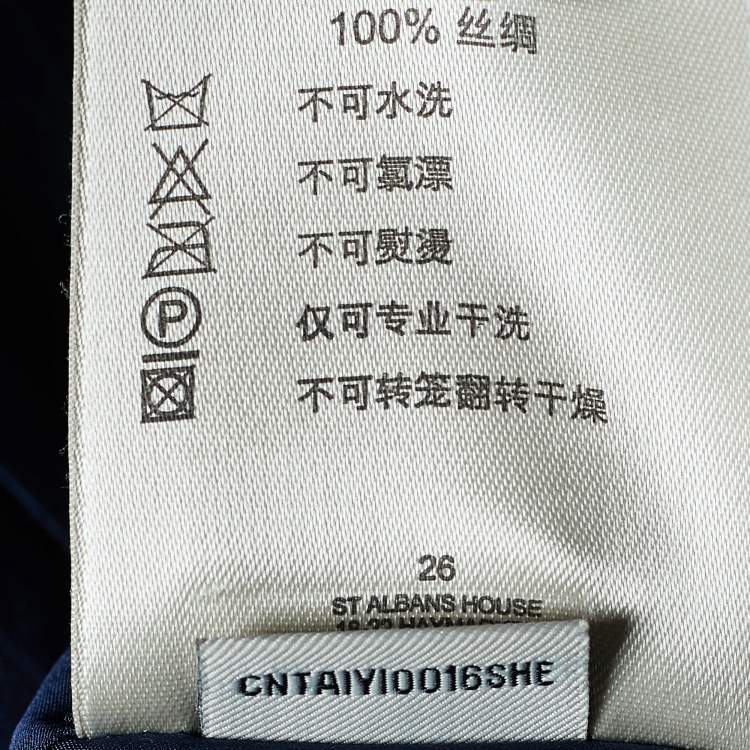 100% 丝绸
不可水洗
不可氯漂
不可熨烫
P 仅可专业干洗
不可转笼翻转干燥
26
ST ALBANS HOUSE
CNTAIYI0016SHE